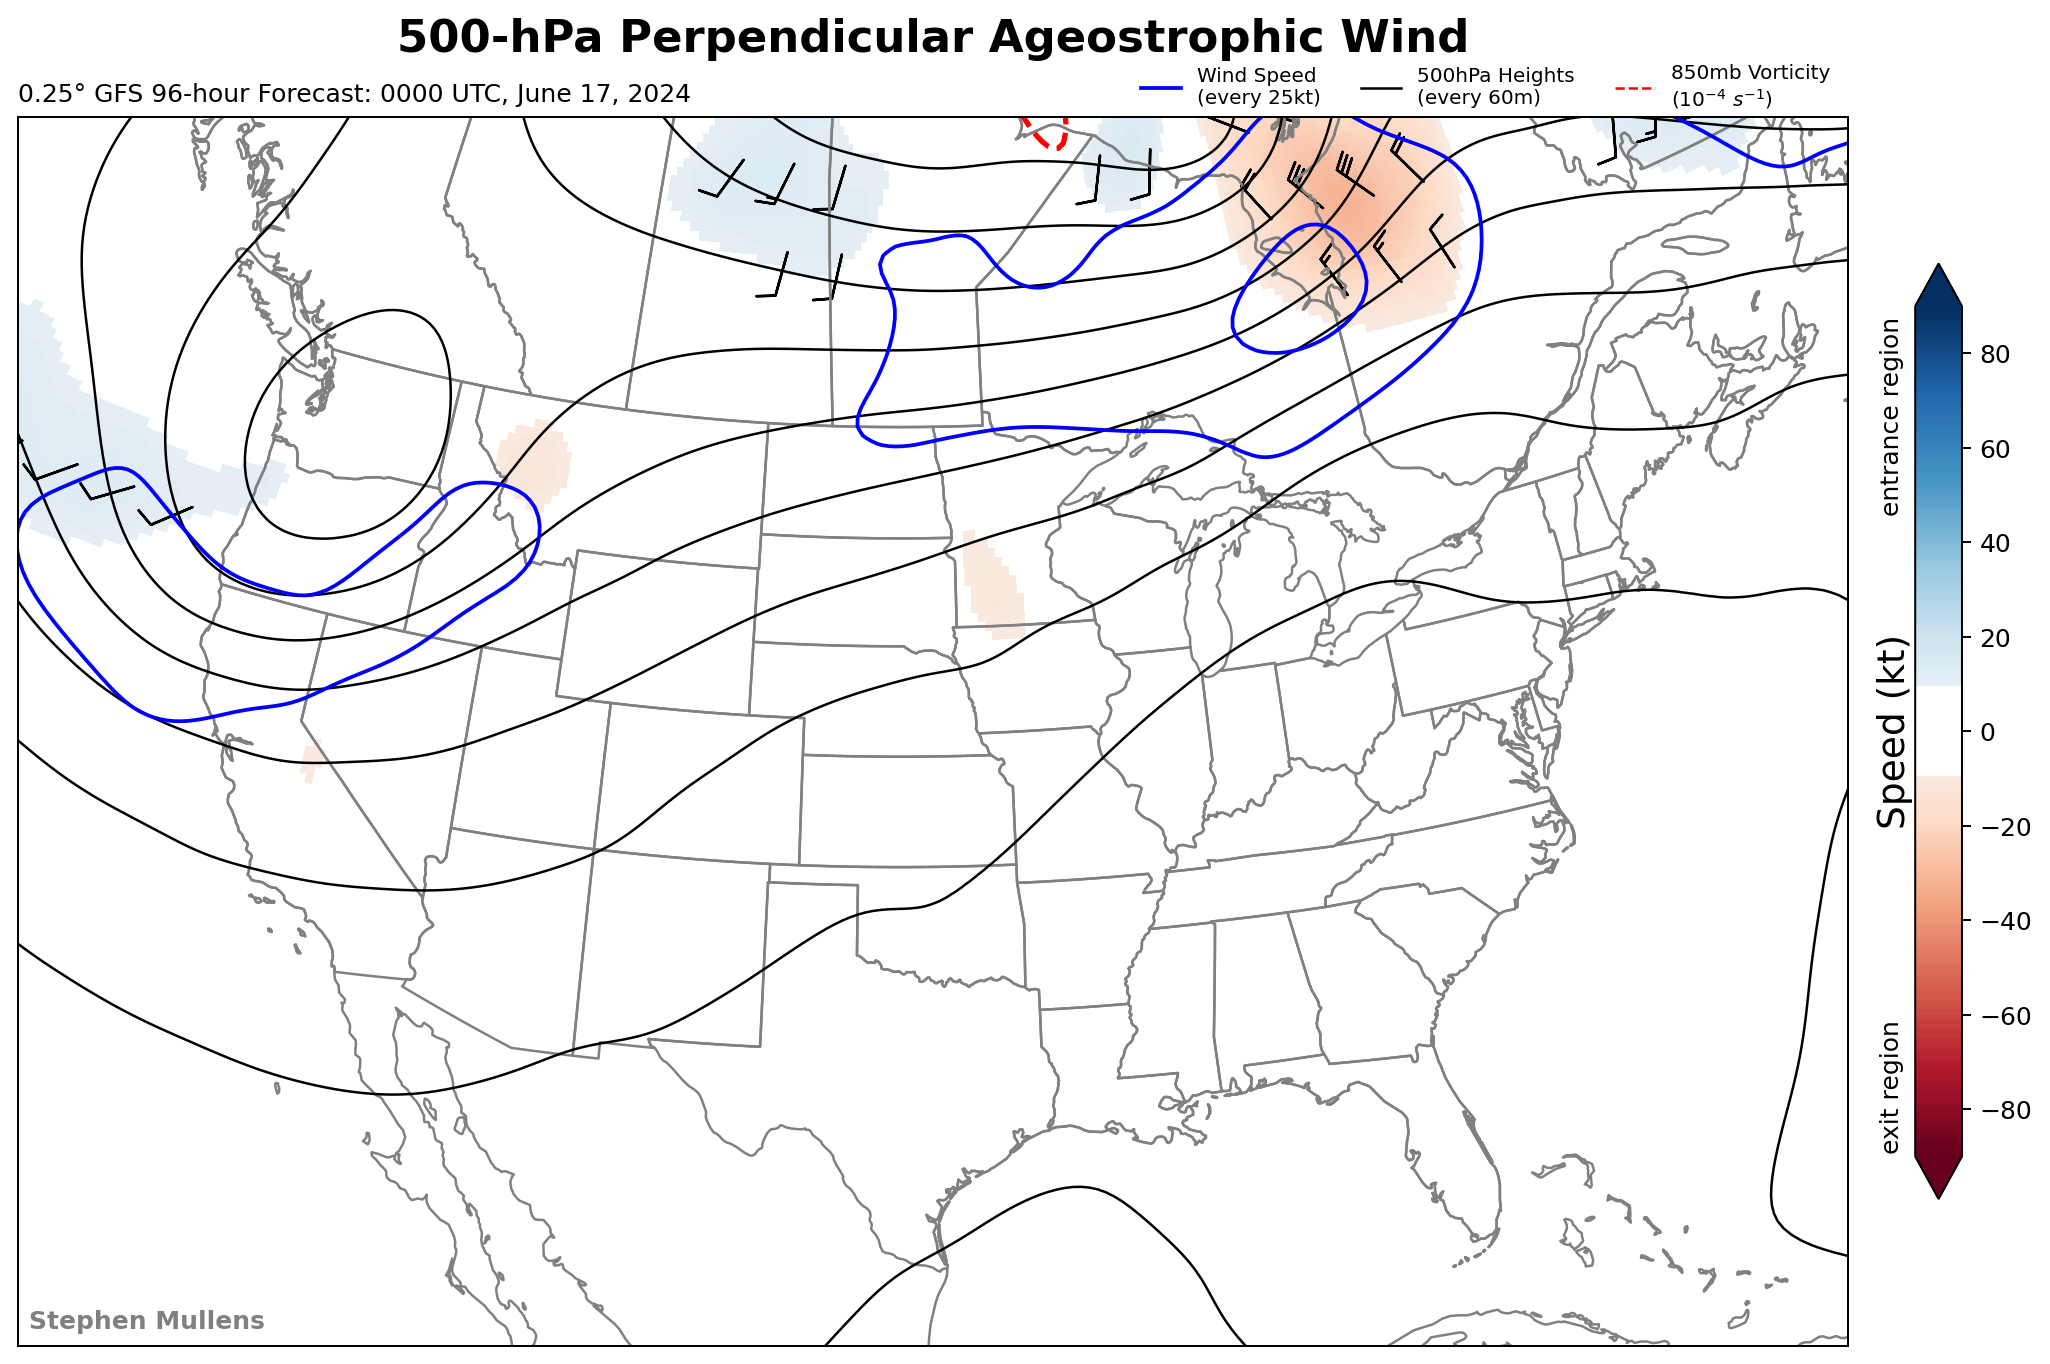 500-hPa Perpendicular Ageostrophic Wind
0.25° GFS 96-hour Forecast: 0000 UTC, June 17, 2024
Wind Speed
(every 25kt)
500hPa Heights
(every 60m)
850mb Vorticity
(10⁻⁴ s⁻¹)
entrance region
Speed (kt)
exit region
80
60
40
20
0
−20
−40
−60
−80
Stephen Mullens